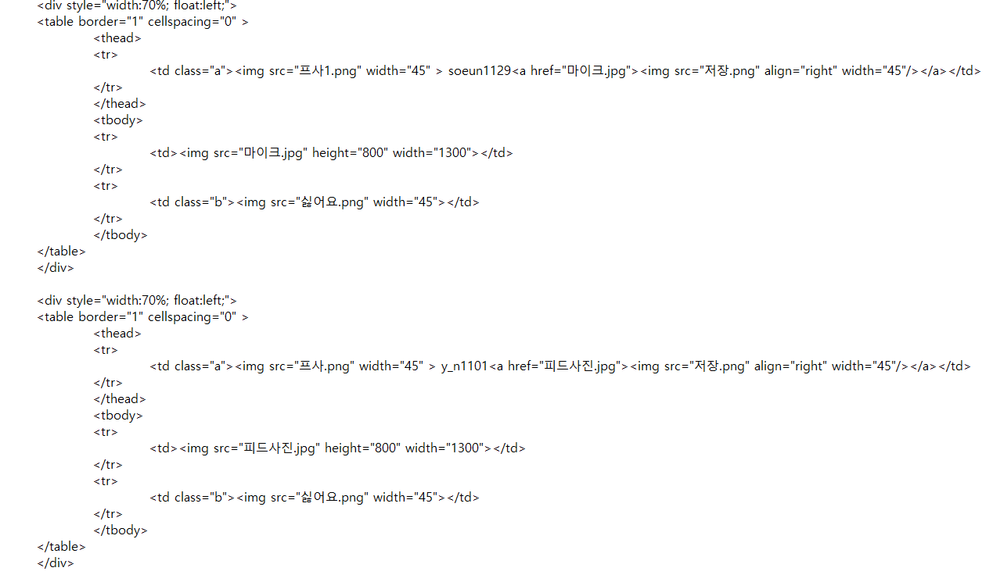 <div style="width:70%; float:left;">
<table border="1" cellspacing="0" >
<thead>
<tr>
<td class="a"><img src="프사1.png" width="45" > soeun1129<a href="마이크.jpg"><img src="저장.png" align="right" width="45"/></a></td>
</tr>
</thead>
<tbody>
<tr>
<td><img src="마이크.jpg" height="800" width="1300"></td>
</tr>
<tr>
<td class="b"><img src="싫어요.png" width="45"></td>
</tr>
</tbody>
</table>
</div>
<div style="width:70%; float:left;">
<table border="1" cellspacing="0" >
<thead>
<tr>
<td class="a"><img src="프사.png" width="45" > y_n1101<a href="피드사진.jpg"><img src="저장.png" align="right" width="45"/></a></td>
</tr>
</thead>
<tbody>
<tr>
<td><img src="피드사진.jpg" height="800" width="1300"></td>
</tr>
<tr>
<td class="b"><img src="싫어요.png" width="45"></td>
</tr>
</tbody>
</table>
</div>